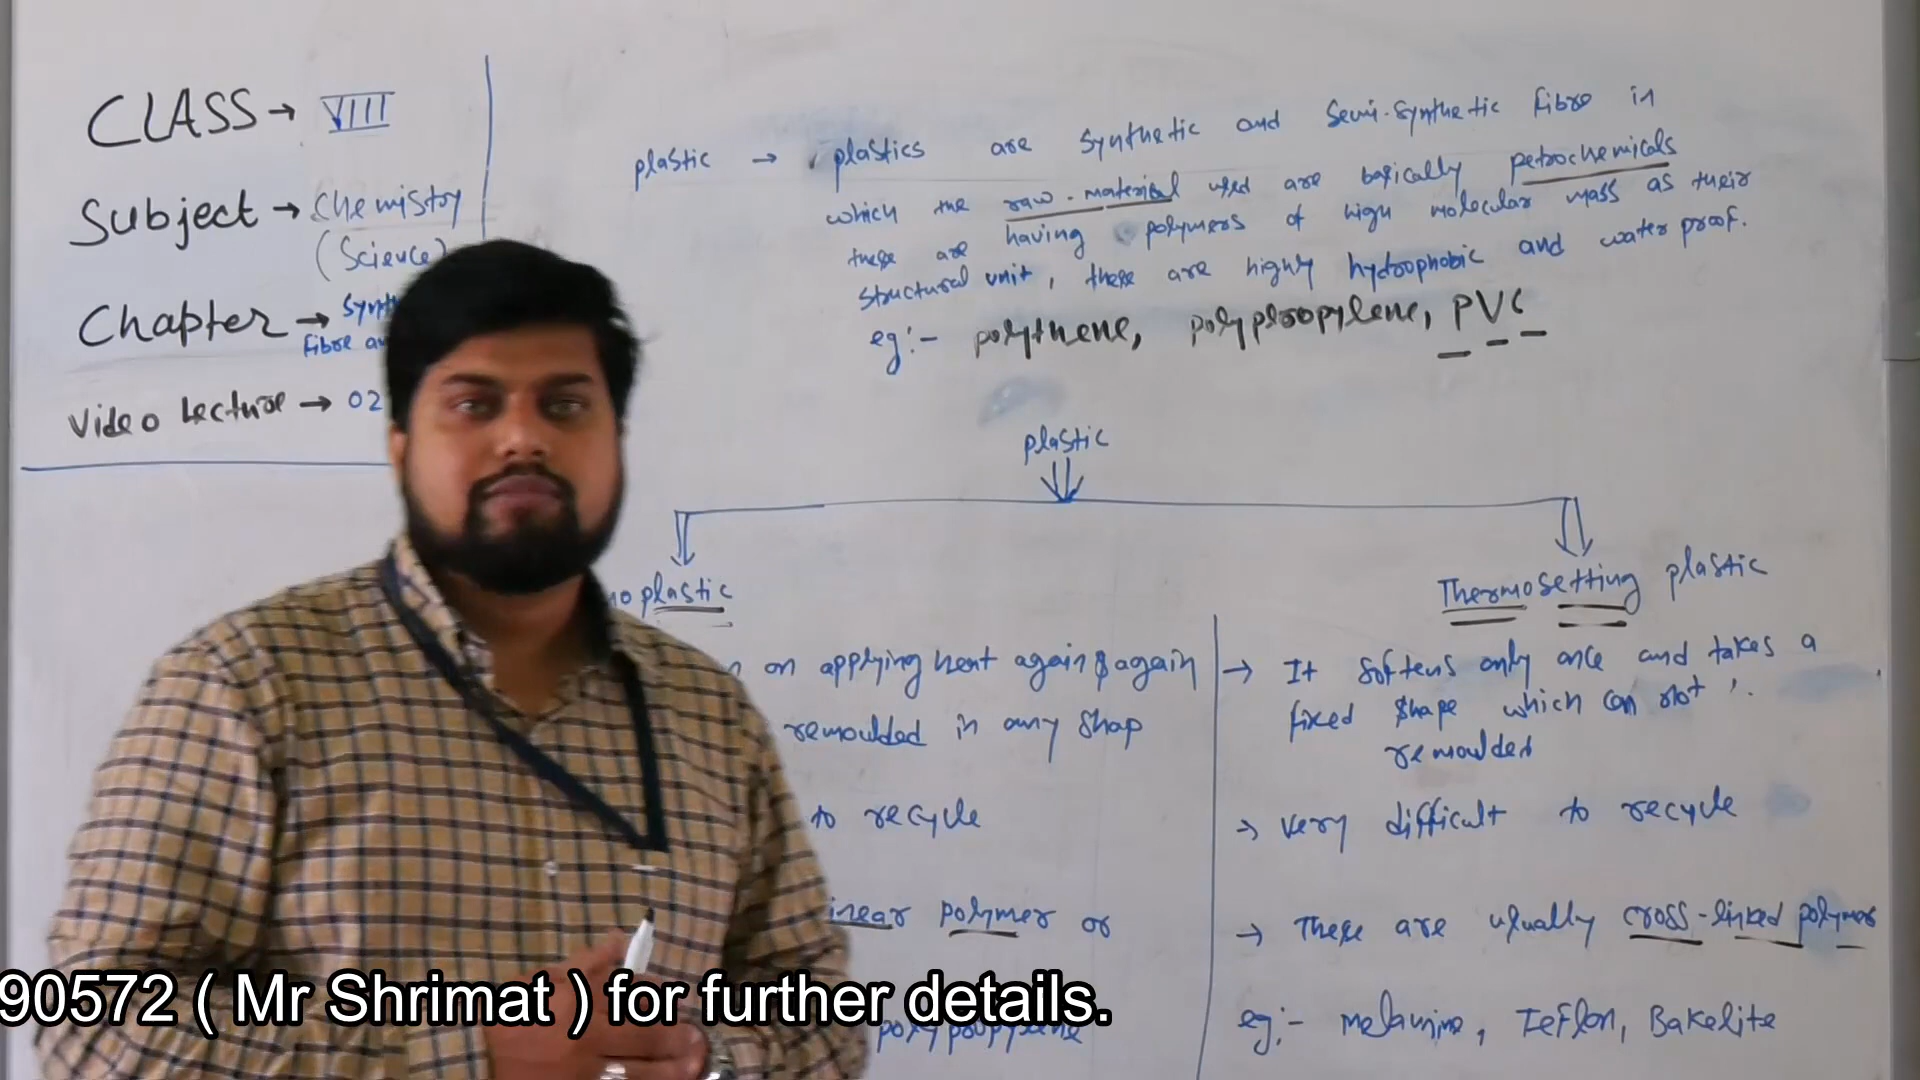 CLASS → VIII
Subject → Chemistry
(Science)
Chapter → Synt
Fibre an
Video Lecture → 02
plastic → plastics are synthetic and Semi-synthetic Fibre in
which the raw-material used are basically petrochemicals
these are having polymers of high molecular mass as their
structural unit, these are highly hydrophobic and water proof.
eg:- polythene, polyproopylene, PVC
plastic
mo plastic
n on applying heat again & again
remoulded in any shap
to recycle
inear polymer or
polypropylene
Thermosetting plastic
→ It softens only once and takes a
fixed shape which can not
remoulded
→ very difficult to recycle
→ These are usually cross-linked polymer
eg:- melamine, Teflon, Bakelite
90572 ( Mr Shrimat ) for further details.